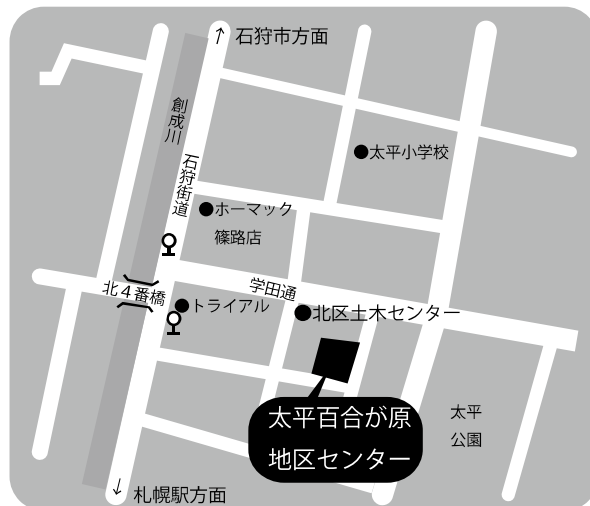 ↑ 石狩市方面
創成川
石狩街道
太平小学校
ホーマック
篠路店
学田通
北4番橋
トライアル
北区土木センター
太平百合が原
地区センター
太平
公園
↓ 札幌駅方面